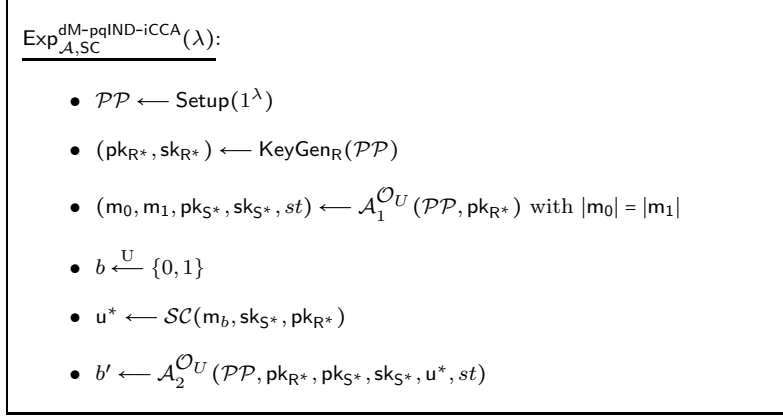 Exp^{dM-pqIND-iCCA}_{𝒜,SC}(λ):
• 𝒫𝒫 ⟵ Setup(1^λ)
• (pk_{R*}, sk_{R*}) ⟵ KeyGen_R(𝒫𝒫)
• (m_0, m_1, pk_{S*}, sk_{S*}, st) ⟵ 𝒜_1^{𝒪_U}(𝒫𝒫, pk_{R*}) with |m_0| = |m_1|
• b ⟵^U {0, 1}
• u* ⟵ 𝒮𝒞(m_b, sk_{S*}, pk_{R*})
• b′ ⟵ 𝒜_2^{𝒪_U}(𝒫𝒫, pk_{R*}, pk_{S*}, sk_{S*}, u*, st)